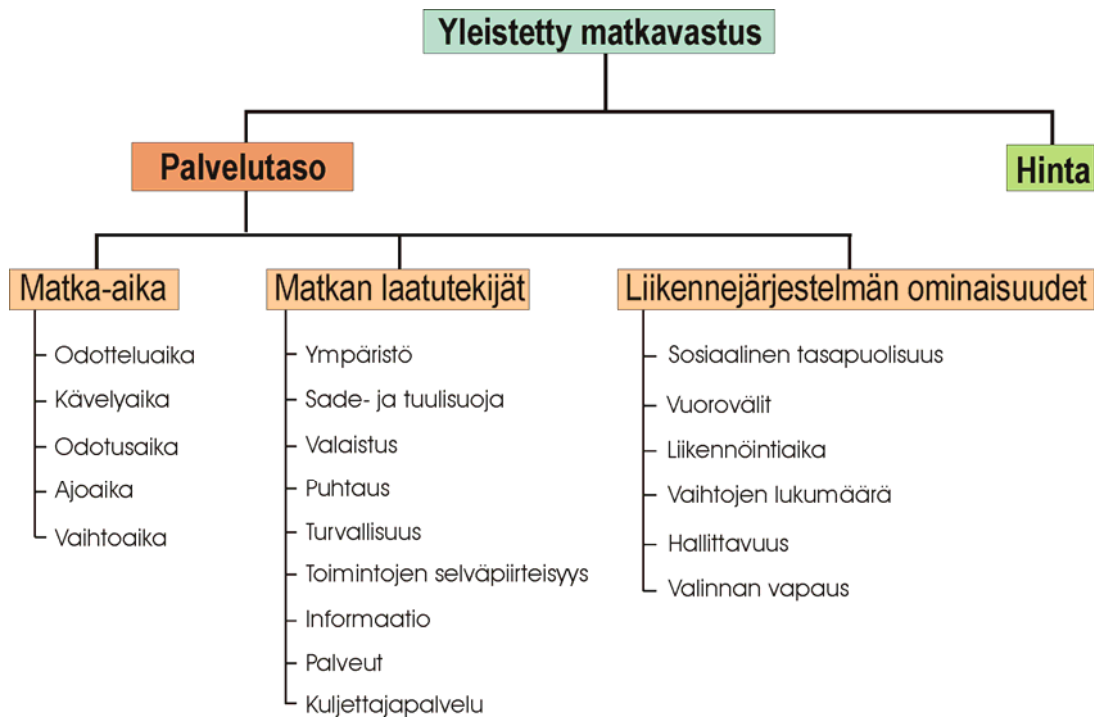 Yleistetty matkavastus
Palvelutaso
Hinta
Matka-aika
Odotteluaika
Kävelyaika
Odotusaika
Ajoaika
Vaihtoaika
Matkan laatutekijät
Ympäristö
Sade- ja tuulisuoja
Valaistus
Puhtaus
Turvallisuus
Toimintojen selväpiirteisyys
Informaatio
Palveut
Kuljettajapalvelu
Liikennejärjestelmän ominaisuudet
Sosiaalinen tasapuolisuus
Vuorovälit
Liikennöintiaika
Vaihtojen lukumäärä
Hallittavuus
Valinnan vapaus